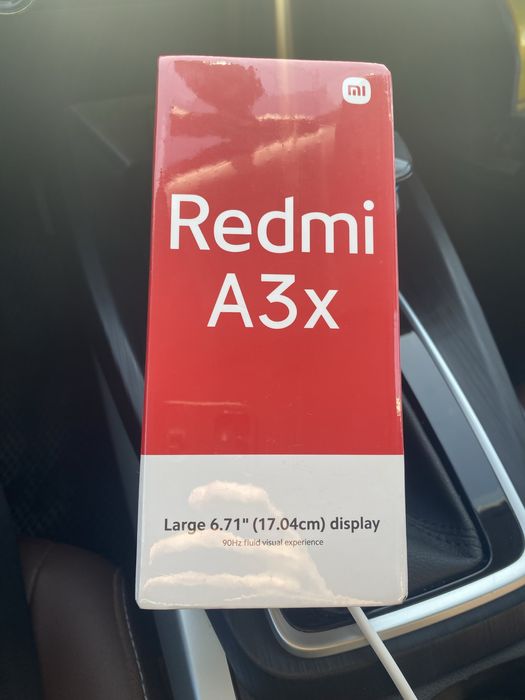 mi
Redmi
A3x
Large 6.71" (17.04cm) display
90Hz fluid visual experience